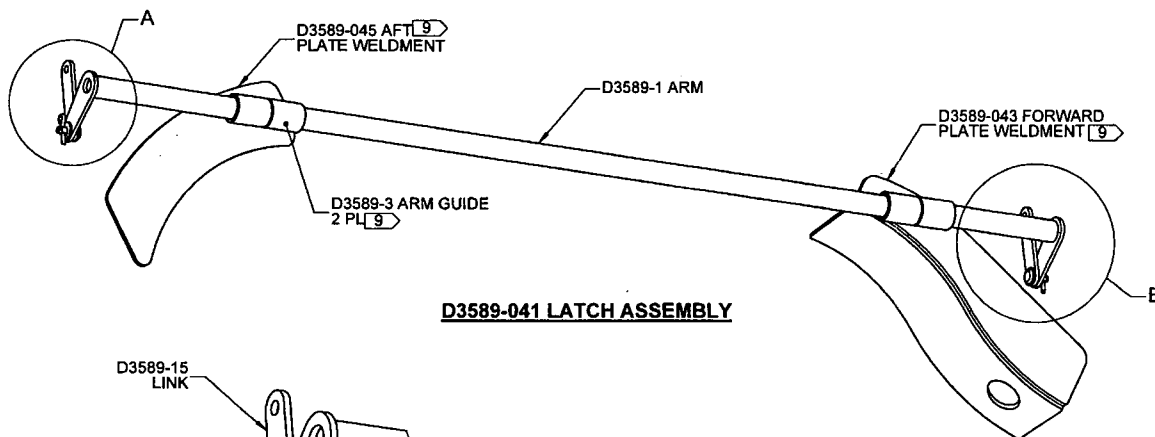 A
D3589-045 AFT 9
PLATE WELDMENT
D3589-1 ARM
D3589-043 FORWARD
PLATE WELDMENT 9
D3589-3 ARM GUIDE
2 PL 9
D3589-041 LATCH ASSEMBLY
D3589-15
LINK